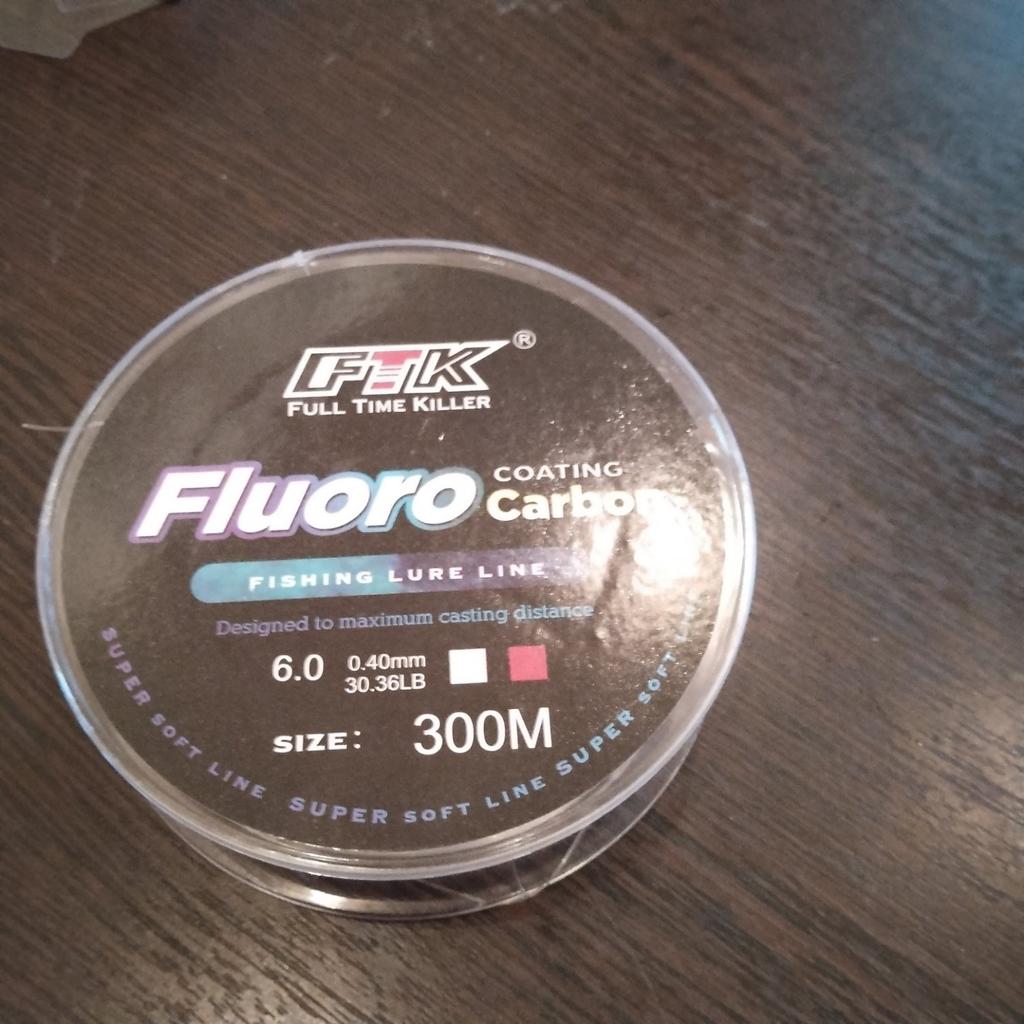 FTK®
FULL TIME KILLER
Fluoro COATING
FISHING LURE LINE
Designed to maximum casting distance
6.0 0.40mm
30.36LB
SIZE: 300M
SUPER SOFT LINE SUPER SOFT LINE SUPER SOFT LINE